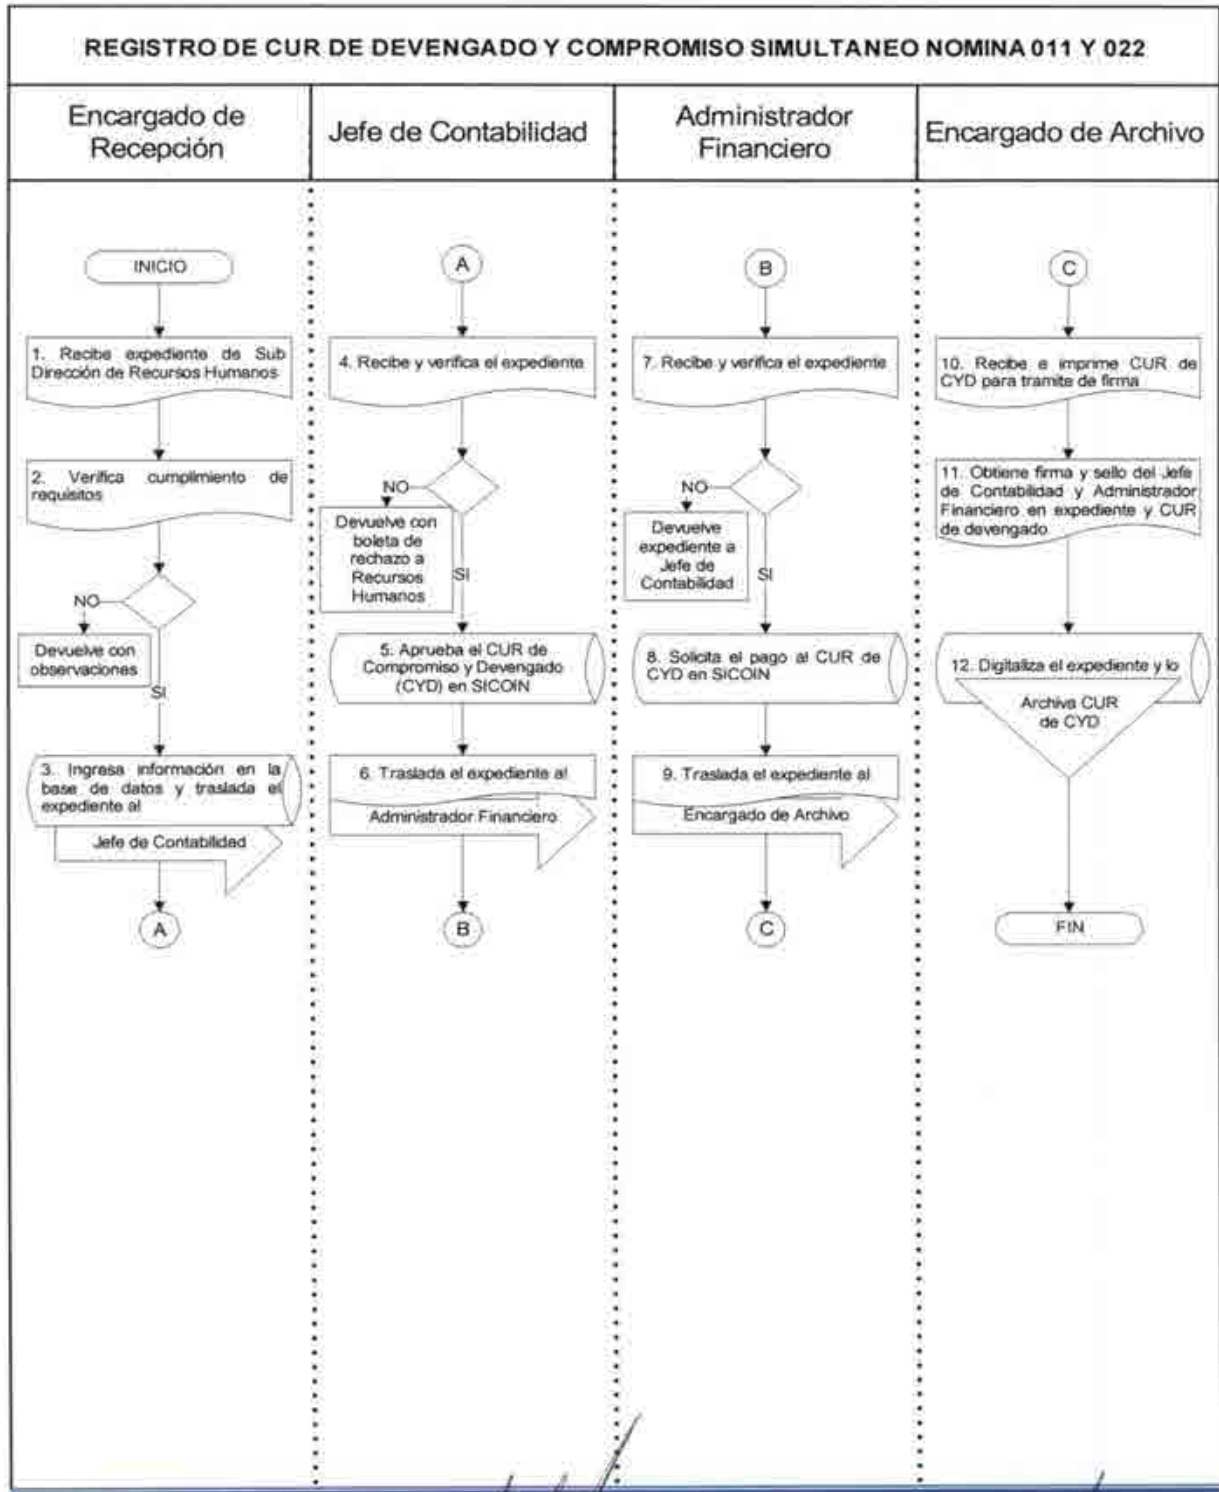 REGISTRO DE CUR DE DEVENGADO Y COMPROMISO SIMULTANEO NOMINA 011 Y 022
Encargado de
Recepción
Jefe de Contabilidad
Administrador
Financiero
Encargado de Archivo
INICIO
1. Recibe expediente de Sub
Dirección de Recursos Humanos
2. Verifica cumplimiento de
requisitos
NO
Devuelve con
observaciones
SI
3. Ingresa información en la
base de datos y traslada el
expediente al
Jefe de Contabilidad
A
A
4. Recibe y verifica el expediente
NO
Devuelve con
boleta de
rechazo a
Recursos
Humanos
SI
5. Aprueba el CUR de
Compromiso y Devengado
(CYD) en SICOIN
6. Traslada el expediente al
Administrador Financiero
B
B
7. Recibe y verifica el expediente
NO
Devuelve
expediente a
Jefe de
Contabilidad
SI
8. Solicita el pago al CUR de
CYD en SICOIN
9. Traslada el expediente al
Encargado de Archivo
C
C
10. Recibe e imprime CUR de
CYD para tramite de firma
11. Obtiene firma y sello del Jefe
de Contabilidad y Administrador
Financiero en expediente y CUR
de devengado
12. Digitaliza el expediente y lo
Archiva CUR
de CYD
FIN